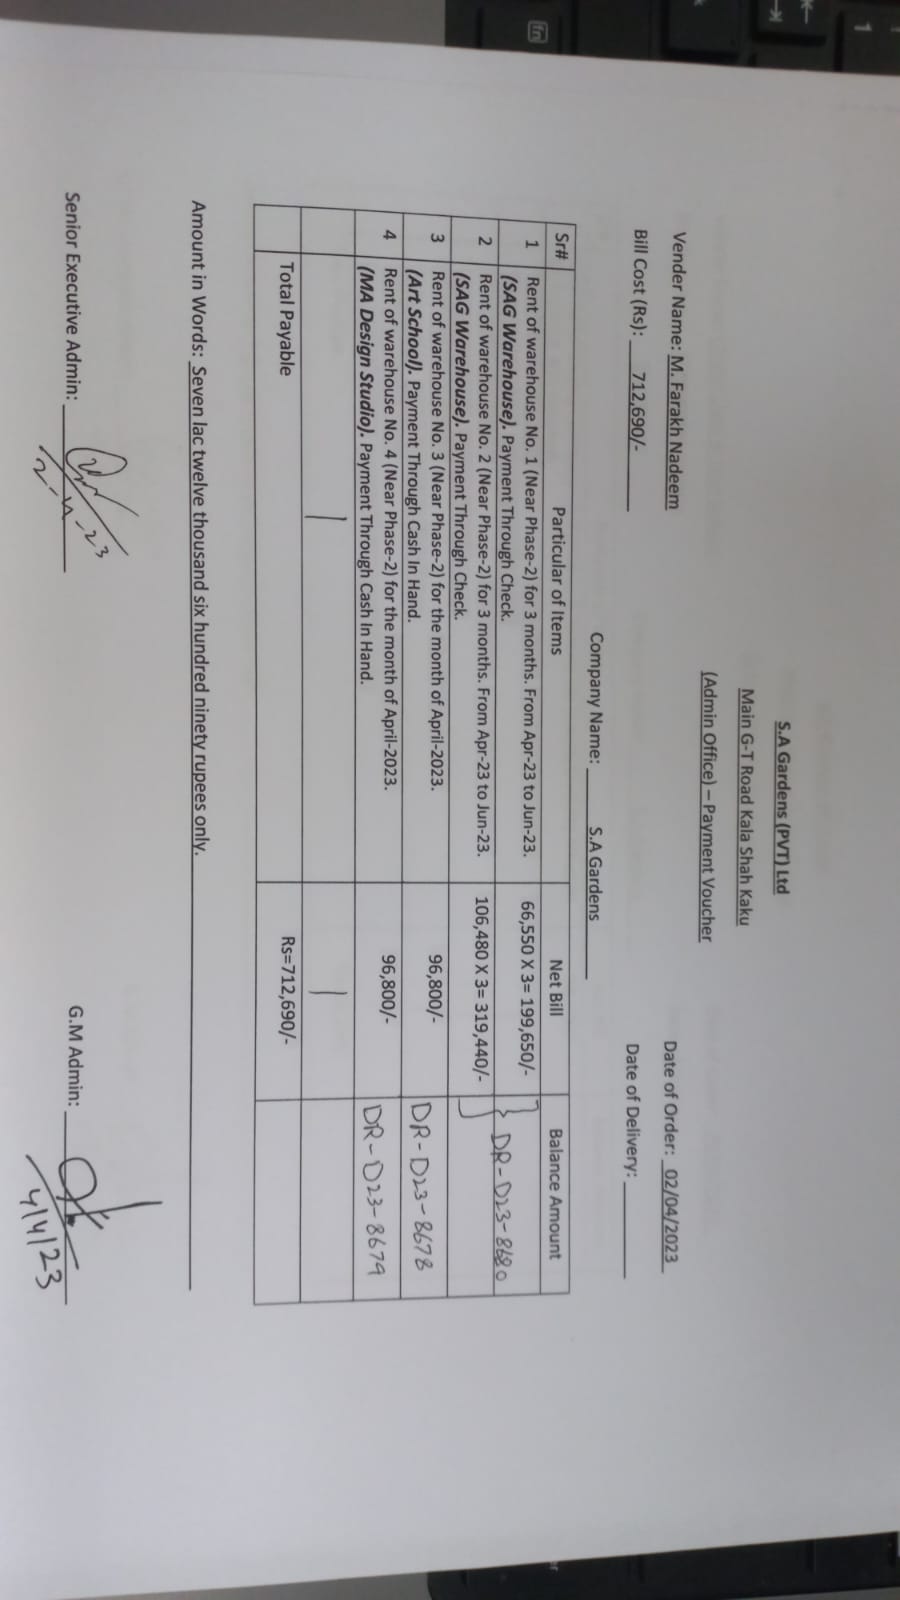 S.A Gardens (PVT) Ltd
Main G-T Road Kala Shah Kaku
(Admin Office) – Payment Voucher
Vender Name: M. Farakh Nadeem Date of Order: 02/04/2023
Bill Cost (Rs): 712,690/- Date of Delivery:
Company Name: S.A Gardens
Sr# Particular of Items Net Bill Balance Amount
1 Rent of warehouse No. 1 (Near Phase-2) for 3 months. From Apr-23 to Jun-23. 66,550 X 3= 199,650/-
(SAG Warehouse). Payment Through Check.
DR-D23-8680
2 Rent of warehouse No. 2 (Near Phase-2) for 3 months. From Apr-23 to Jun-23. 106,480 X 3= 319,440/-
(SAG Warehouse). Payment Through Check.
3 Rent of warehouse No. 3 (Near Phase-2) for the month of April-2023. 96,800/- DR-D23-8678
(Art School). Payment Through Cash In Hand.
4 Rent of warehouse No. 4 (Near Phase-2) for the month of April-2023. 96,800/- DR-D23-8679
(MA Design Studio). Payment Through Cash In Hand.
Total Payable Rs=712,690/-
Amount in Words: Seven lac twelve thousand six hundred ninety rupees only.
Senior Executive Admin: G.M Admin:
4/4/23
fn
1